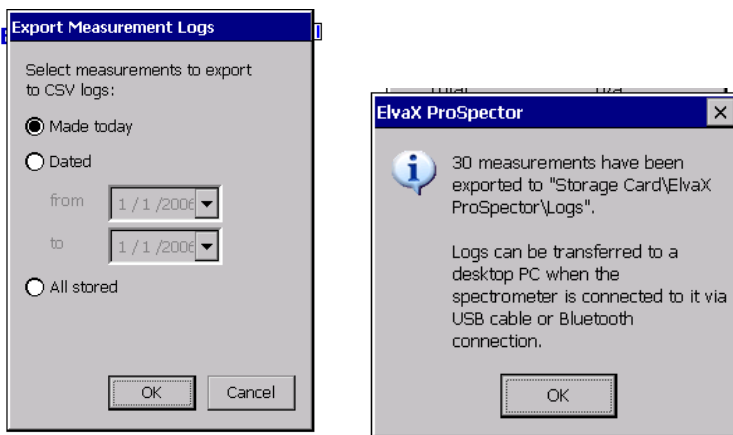 Export Measurement Logs
Select measurements to export
to CSV logs:
Made today
Dated
from 1 / 1 /2006
to 1 / 1 /2006
All stored
OK Cancel
ElvaX ProSpector
30 measurements have been
exported to "Storage Card\ElvaX
ProSpector\Logs".
Logs can be transferred to a
desktop PC when the
spectrometer is connected to it via
USB cable or Bluetooth
connection.
OK